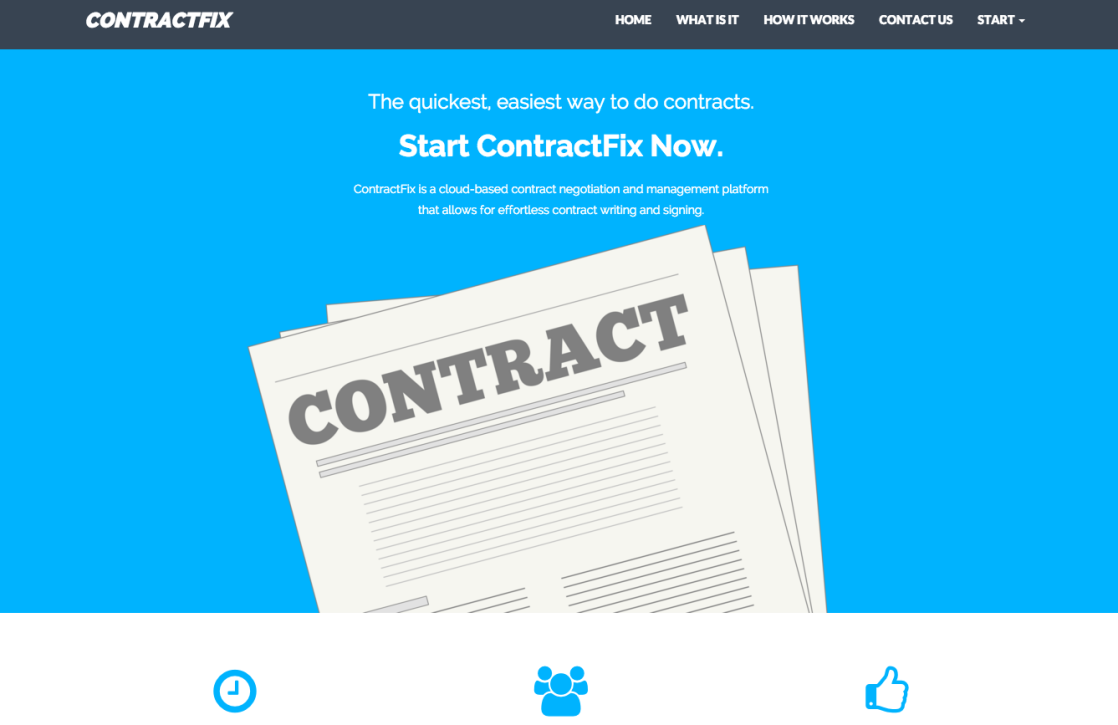 CONTRACTFIX
HOME WHAT IS IT HOW IT WORKS CONTACT US START
The quickest, easiest way to do contracts.
Start ContractFix Now.
ContractFix is a cloud-based contract negotiation and management platform
that allows for effortless contract writing and signing.
CONTRACT